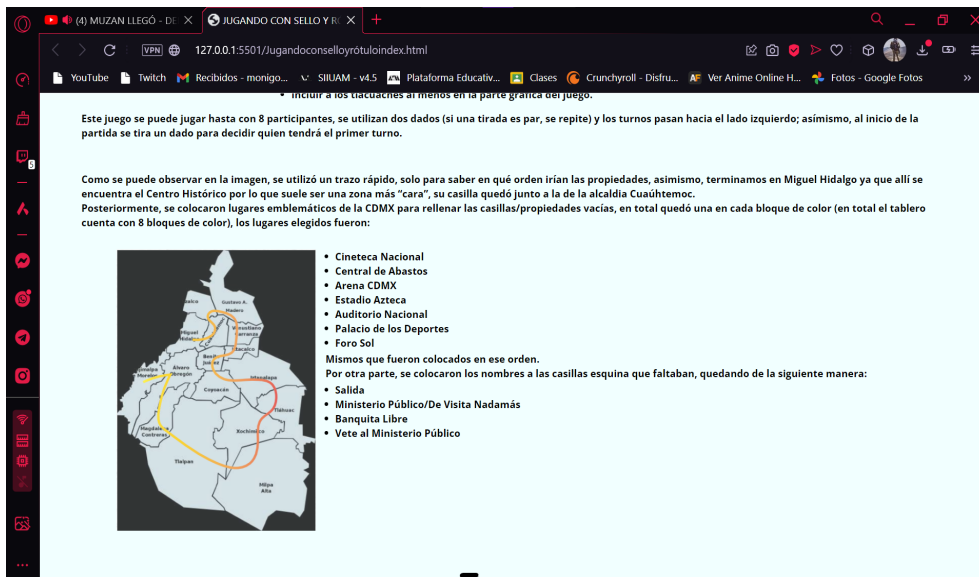 (4) MUZAN LLEGÓ - DE
JUGANDO CON SELLO Y RO
VPN
127.0.0.1:5501/Jugandoconselloyrótuloindex.html
YouTube
Twitch
Recibidos - monigo...
SIIUAM - v4.5
Plataforma Educativ...
Clases
Crunchyroll - Disfru...
Ver Anime Online H...
Fotos - Google Fotos
»
5
• Incluir a los tlacuaches al menos en la parte gráfica del juego.
Este juego se puede jugar hasta con 8 participantes, se utilizan dos dados (si una tirada es par, se repite) y los turnos pasan hacia el lado izquierdo; asímismo, al inicio de la
partida se tira un dado para decidir quien tendrá el primer turno.
Como se puede observar en la imagen, se utilizó un trazo rápido, solo para saber en qué orden irían las propiedades, asimismo, terminamos en Miguel Hidalgo ya que allí se
encuentra el Centro Histórico por lo que suele ser una zona más “cara”, su casilla quedó junto a la de la alcaldia Cuaúhtemoc.
Posteriormente, se colocaron lugares emblemáticos de la CDMX para rellenar las casillas/propiedades vacías, en total quedó una en cada bloque de color (en total el tablero
cuenta con 8 bloques de color), los lugares elegidos fueron:
• Cineteca Nacional
• Central de Abastos
• Arena CDMX
• Estadio Azteca
• Auditorio Nacional
• Palacio de los Deportes
• Foro Sol
Mismos que fueron colocados en ese orden.
Por otra parte, se colocaron los nombres a las casillas esquina que faltaban, quedando de la siguiente manera:
• Salida
• Ministerio Público/De Visita Nadamás
• Banquita Libre
• Vete al Ministerio Público
Gustavo A.
Madero
Miguel
Álvaro
Coyoacán
Iztapalapa
Tláhuac
Magdalena
Contreras
Xochimilco
Tlalpan
Milpa
Alta